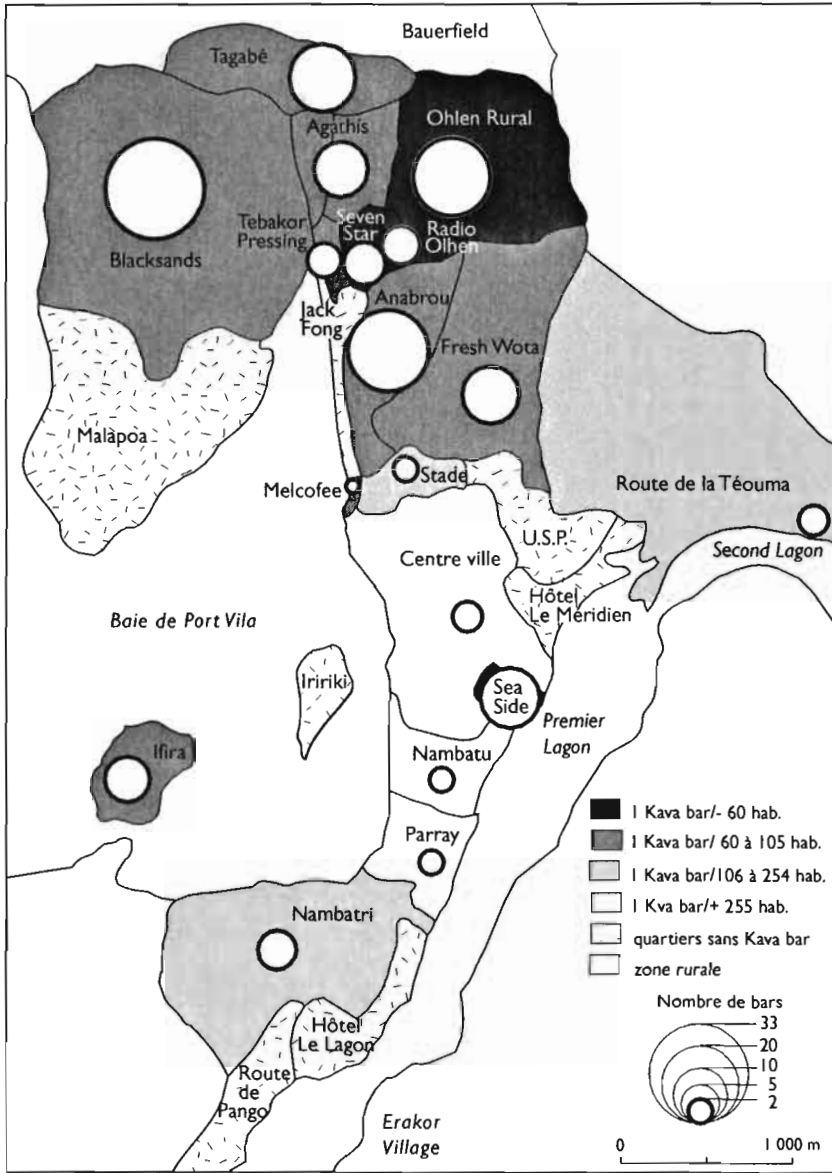 Bauerfield
Tagabé
Agathis
Ohlen Rural
Blacksands
Tebakor
Pressing
Seven
Star
Radio
Olhen
Jack
Fong
Anabrou
Fresh Wota
Malapoa
Melcofee
Stade
Route de la Téouma
U.S.P.
Second Lagon
Centre ville
Hôtel
Le Méridien
Baie de Port Vila
Iririki
Sea
Side
Premier
Lagon
Ifira
Nambatu
Parray
Nambatri
Hôtel
Le Lagon
Route
de
Pango
Erakor
Village
1 Kava bar/- 60 hab.
1 Kava bar/ 60 à 105 hab.
1 Kava bar/106 à 254 hab.
1 Kva bar/+ 255 hab.
quartiers sans Kava bar
zone rurale
Nombre de bars
33
20
10
5
2
0 1 000 m